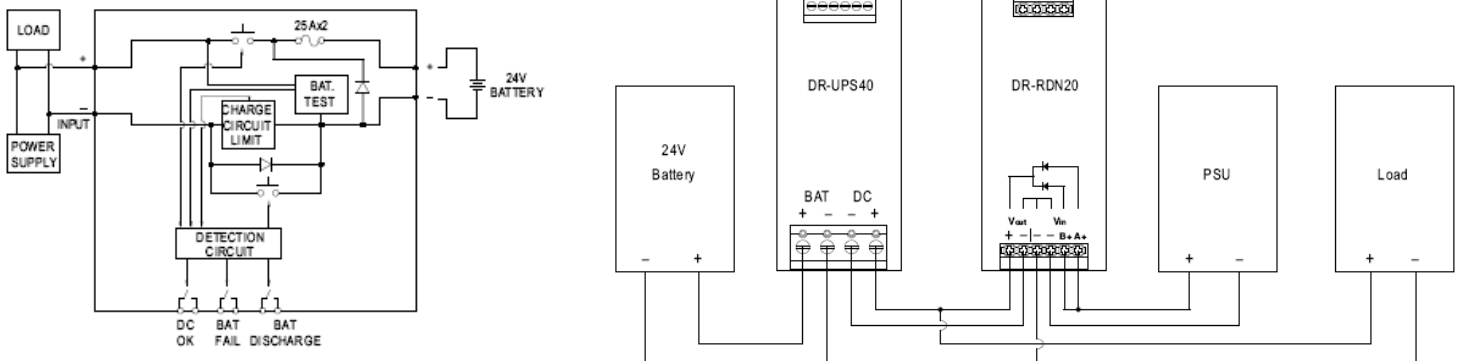 LOAD
25Ax2
+
+
24V
BATTERY
BAT.
TEST
CHARGE
CIRCUIT
LIMIT
–
–
INPUT
POWER
SUPPLY
DETECTION
CIRCUIT
DC
OK
BAT
FAIL
BAT
DISCHARGE
24V
Battery
– +
DR-UPS40
BAT DC
+ – – +
DR-RDN20
Vout Vin
+ – | – – B+ A+
PSU
+ –
Load
+ –